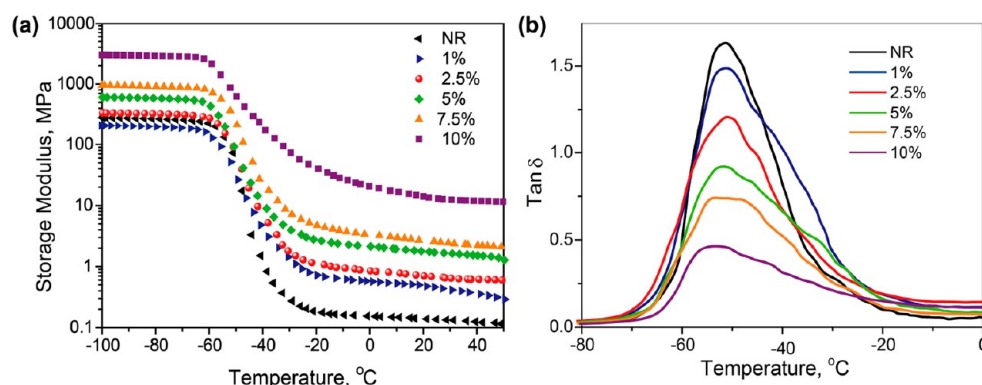 (a)
10000
1000
100
10
1
0.1
Storage Modulus, MPa
-100 -80 -60 -40 -20 0 20 40
Temperature, °C
NR
1%
2.5%
5%
7.5%
10%
(b)
1.5
1.0
0.5
0.0
Tan δ
-80 -60 -40 -20 0
Temperature, °C
NR
1%
2.5%
5%
7.5%
10%